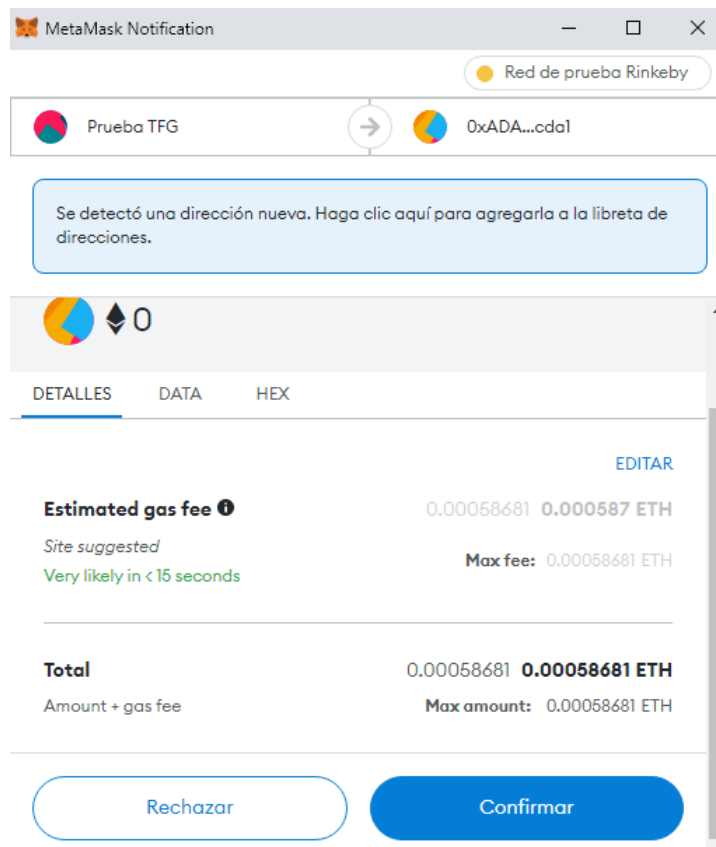 MetaMask Notification
Red de prueba Rinkeby
Prueba TFG
0xADA...cda1
Se detectó una dirección nueva. Haga clic aquí para agregarla a la libreta de
direcciones.
0
DETALLES DATA HEX
EDITAR
Estimated gas fee 0.00058681 0.000587 ETH
Site suggested
Max fee: 0.00058681 ETH
Very likely in < 15 seconds
Total 0.00058681 0.00058681 ETH
Amount + gas fee Max amount: 0.00058681 ETH
Rechazar Confirmar